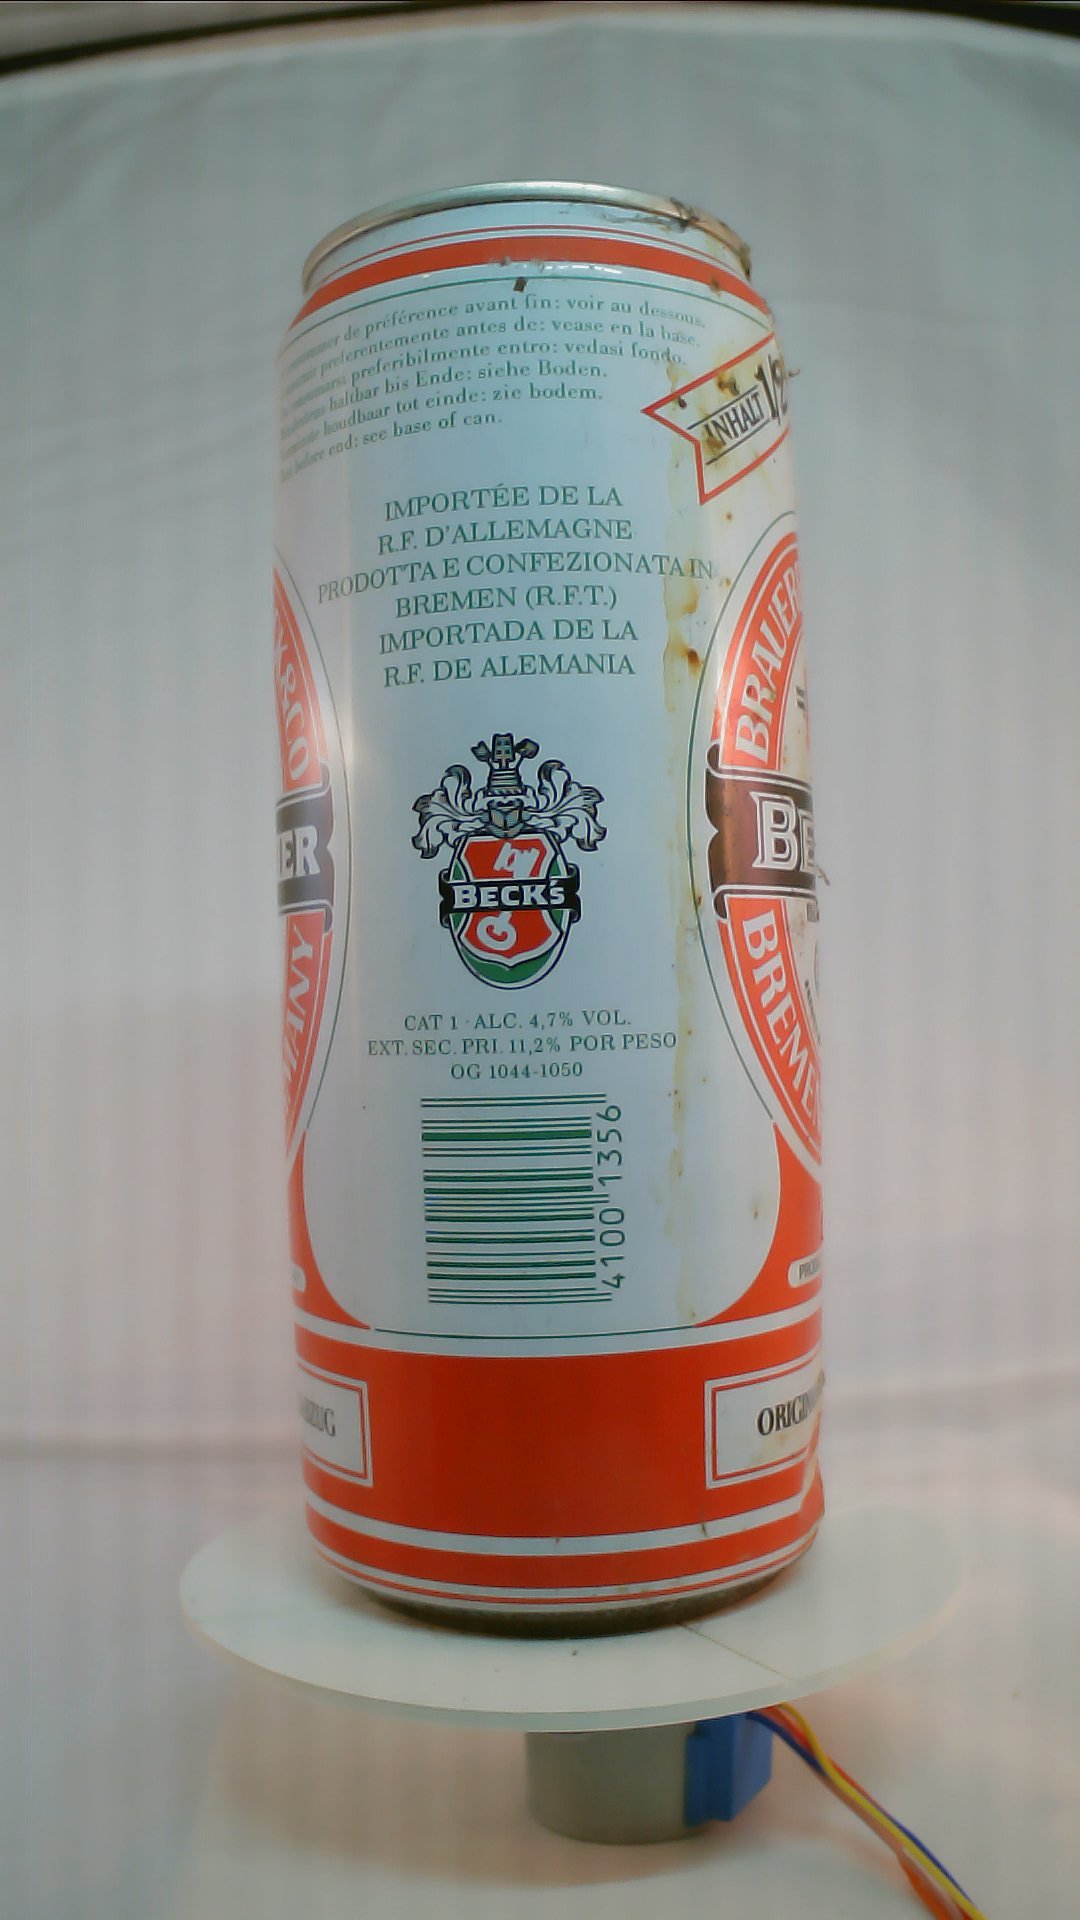 de préférence avant fin: voir au dessous.
preferentemente antes de: vease en la base.
preferibilmente entro: vedasi fondo.
haltbar bis Ende: siehe Boden.
houdbaar tot einde: zie bodem.
before end: see base of can.
INHALT 1/2
IMPORTÉE DE LA
R.F. D'ALLEMAGNE
PRODOTTA E CONFEZIONATA IN
BREMEN (R.F.T.)
IMPORTADA DE LA
R.F. DE ALEMANIA
&CO
ER
BRAUER
BE
BREME
BECK's
CAT 1 · ALC. 4,7% VOL.
EXT. SEC. PRI. 11,2% POR PESO
OG 1044-1050
4100 1356
ORIGIN